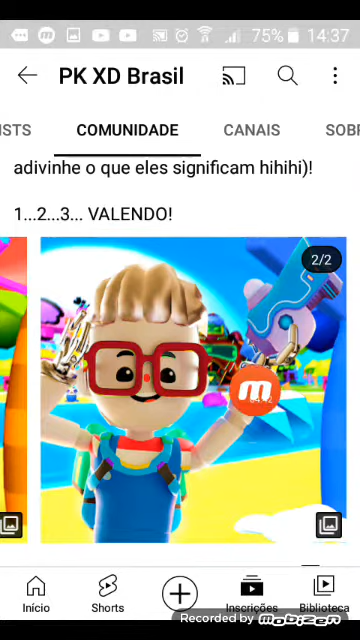 75% 14:37
PK XD Brasil
ISTS COMUNIDADE CANAIS SOBR
adivinhe o que eles significam hihihi)!
1...2...3... VALENDO!
2/2
Início Shorts Inscrições Biblioteca
Recorded by mobizen